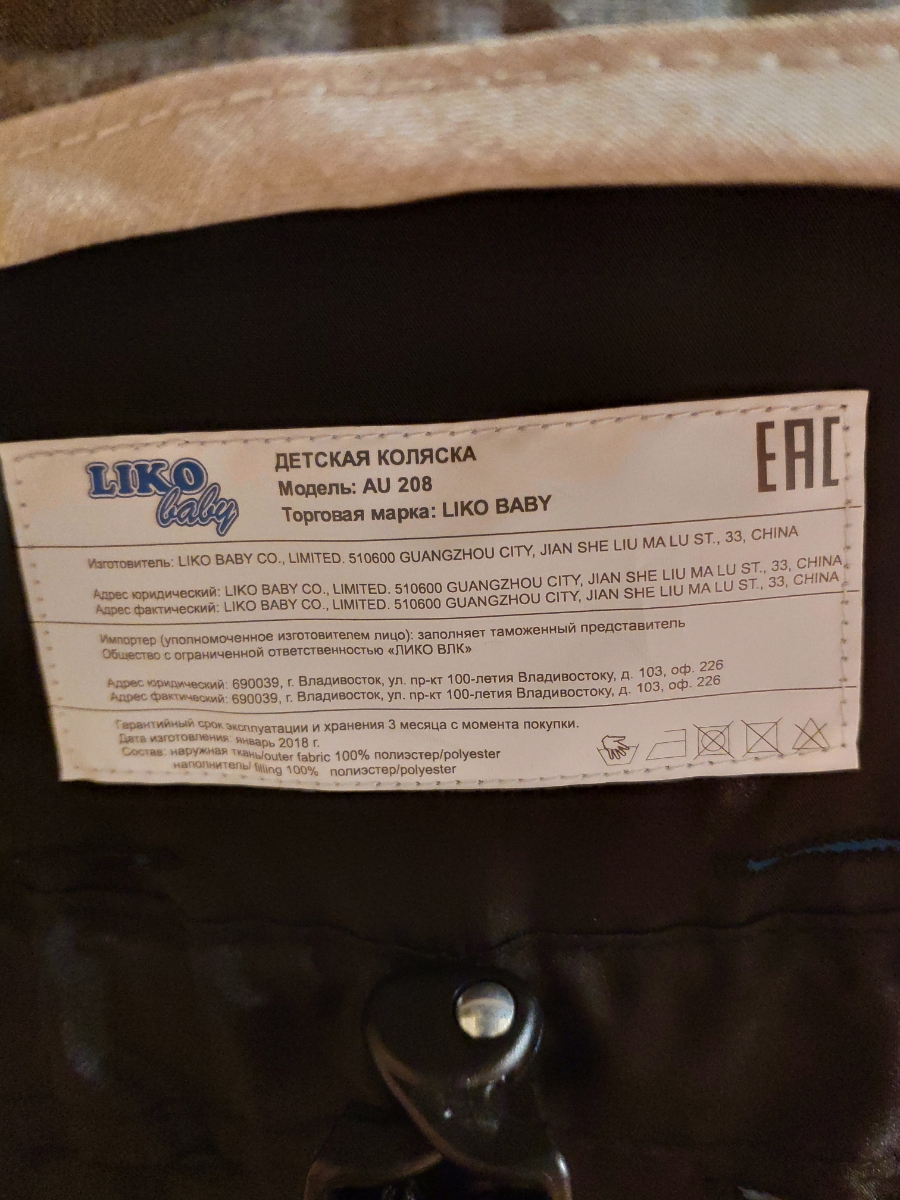 LIKO
baby
ДЕТСКАЯ КОЛЯСКА
Модель: AU 208
Торговая марка: LIKO BABY
EAC
Изготовитель: LIKO BABY CO., LIMITED. 510600 GUANGZHOU CITY, JIAN SHE LIU MA LU ST., 33, CHINA
Адрес юридический: LIKO BABY CO., LIMITED. 510600 GUANGZHOU CITY, JIAN SHE LIU MA LU ST., 33, CHINA
Адрес фактический: LIKO BABY CO., LIMITED. 510600 GUANGZHOU CITY, JIAN SHE LIU MA LU ST., 33, CHINA
Импортер (уполномоченное изготовителем лицо): заполняет таможенный представитель
Общество с ограниченной ответственностью «ЛИКО ВЛК»
Адрес юридический: 690039, г. Владивосток, ул. пр-кт 100-летия Владивостоку, д. 103, оф. 226
Адрес фактический: 690039, г. Владивосток, ул. пр-кт 100-летия Владивостоку, д. 103, оф. 226
Гарантийный срок эксплуатации и хранения 3 месяца с момента покупки.
Дата изготовления: январь 2018 г.
Состав: наружная ткань/outer fabric 100% полиэстер/polyester
наполнитель/ filling 100% полиэстер/polyester